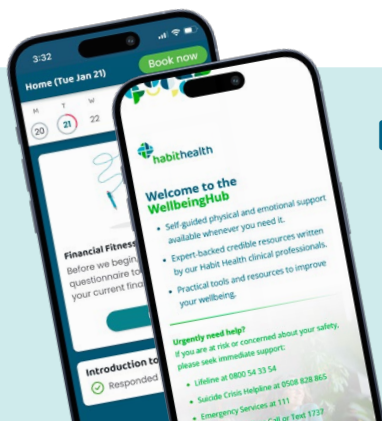 3:32
Home (Tue Jan 21)
Book now
M T W
20 21 22
Financial Fitness
Before we begin,
questionnaire to
your current fina
Introduction to
Responded
habithealth
Welcome to the
WellbeingHub
• Self-guided physical and emotional support
available whenever you need it.
• Expert-backed credible resources written
by our Habit Health clinical professionals.
• Practical tools and resources to improve
your wellbeing.
Urgently need help?
If you are at risk or concerned about your safety,
please seek immediate support:
• Lifeline at 0800 54 33 54
• Suicide Crisis Helpline at 0508 828 865
• Emergency Services at 111
Call or Text 1737